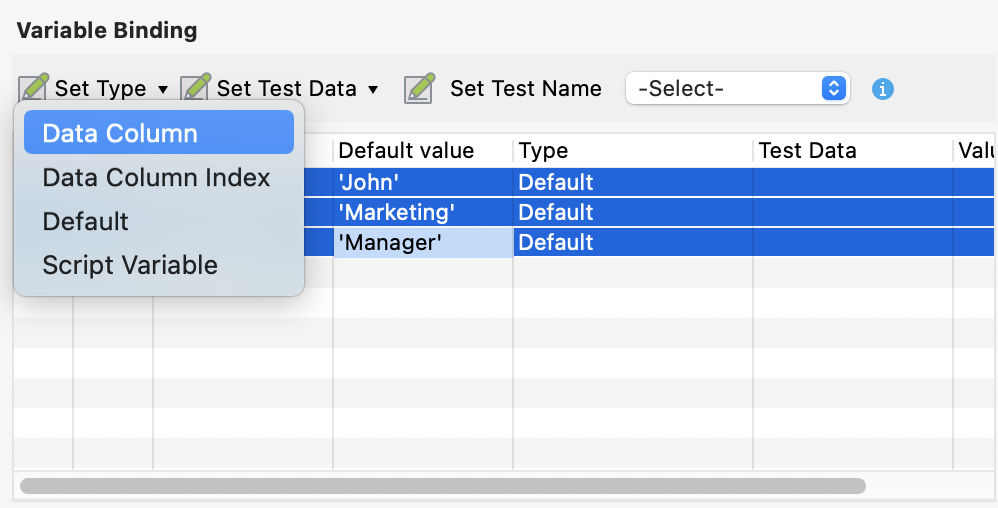 Variable Binding
Set Type ▾ Set Test Data ▾ Set Test Name -Select- i
Data Column
Data Column Index
Default
Script Variable
Default value Type Test Data
'John' Default
'Marketing' Default
'Manager' Default